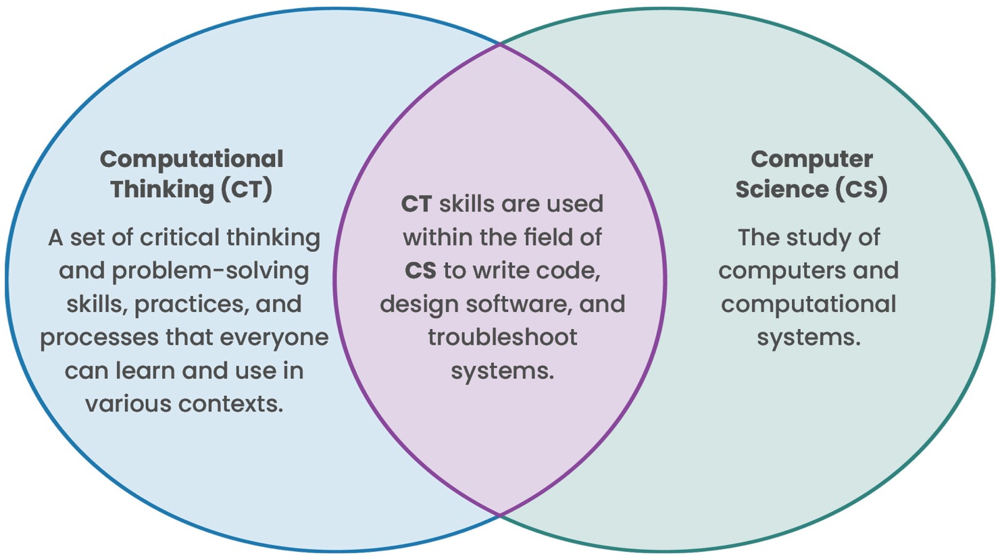 Computational
Thinking (CT)
A set of critical thinking
and problem-solving
skills, practices, and
processes that everyone
can learn and use in
various contexts.
CT skills are used
within the field of
CS to write code,
design software, and
troubleshoot
systems.
Computer
Science (CS)
The study of
computers and
computational
systems.